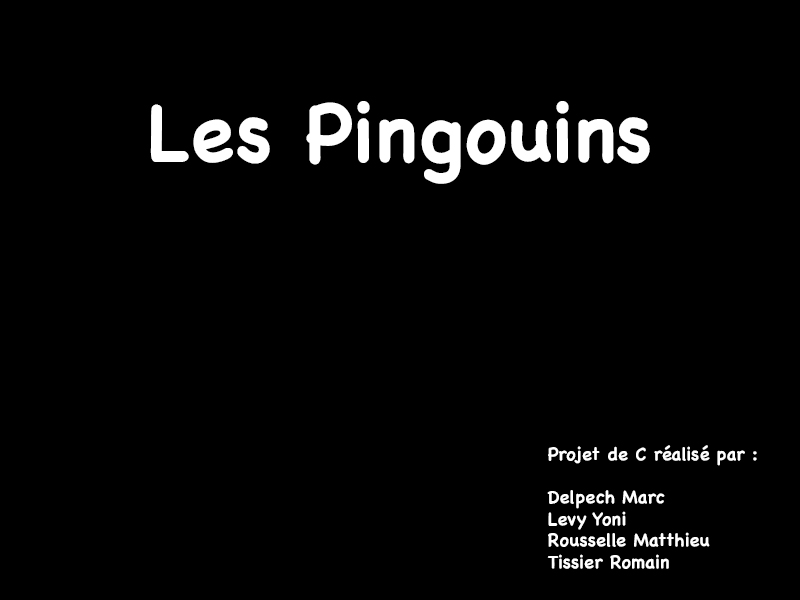 Les Pingouins
Projet de C réalisé par :
Delpech Marc
Levy Yoni
Rousselle Matthieu
Tissier Romain